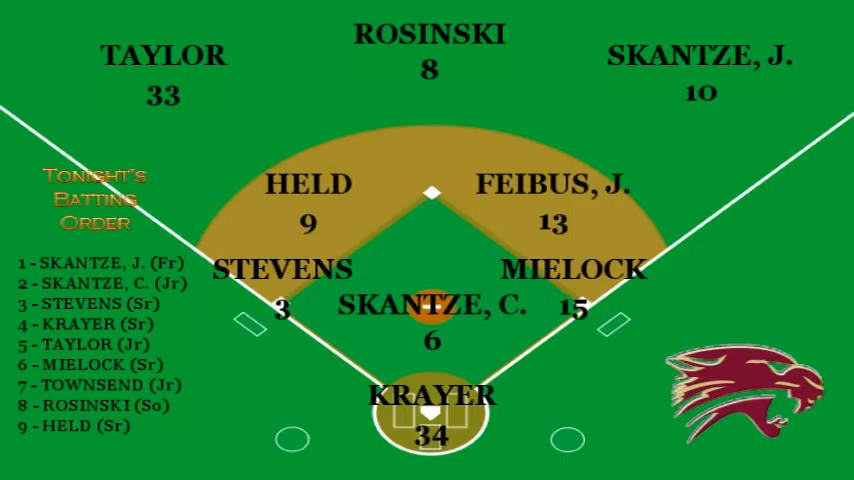 ROSINSKI
8
TAYLOR
33
SKANTZE, J.
10
HELD
9
FEIBUS, J.
13
STEVENS
3
MIELOCK
15
SKANTZE, C.
6
KRAYER
34
TONIGHT'S
BATTING
ORDER
1 - SKANTZE, J. (Fr)
2 - SKANTZE, C. (Jr)
3 - STEVENS (Sr)
4 - KRAYER (Sr)
5 - TAYLOR (Jr)
6 - MIELOCK (Sr)
7 - TOWNSEND (Jr)
8 - ROSINSKI (So)
9 - HELD (Sr)